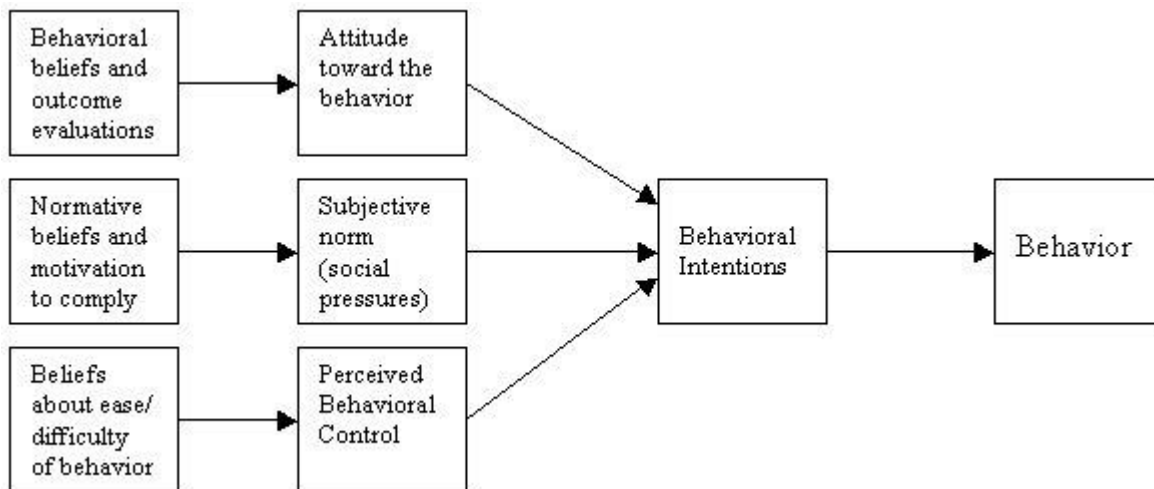 Behavioral
beliefs and
outcome
evaluations
Attitude
toward the
behavior
Normative
beliefs and
motivation
to comply
Subjective
norm
(social
pressures)
Behavioral
Intentions
Behavior
Beliefs
about ease/
difficulty
of behavior
Perceived
Behavioral
Control